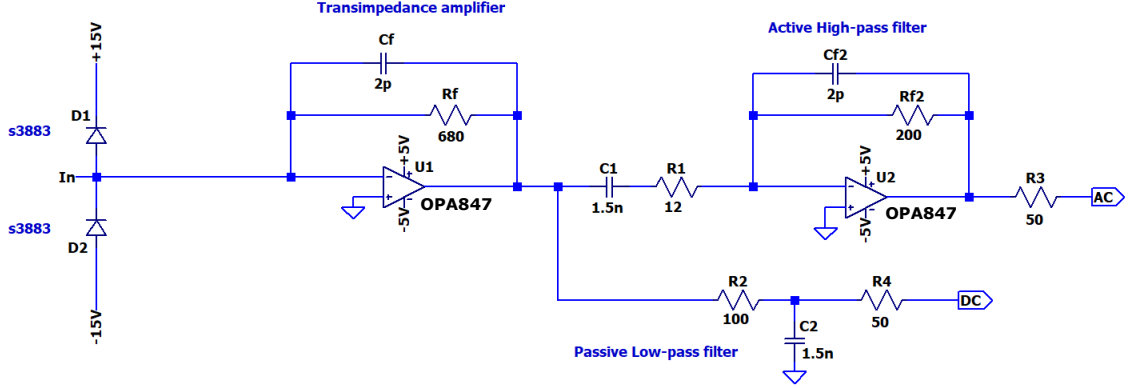 Transimpedance amplifier
Active High-pass filter
+15V
Cf
2p
Cf2
2p
Rf
680
Rf2
200
s3883
D1
+5V
U1
+5V
U2
In
C1
1.5n
R1
12
R3
50
AC
-5V
OPA847
-5V
OPA847
s3883
D2
R2
100
R4
50
DC
-15V
C2
1.5n
Passive Low-pass filter